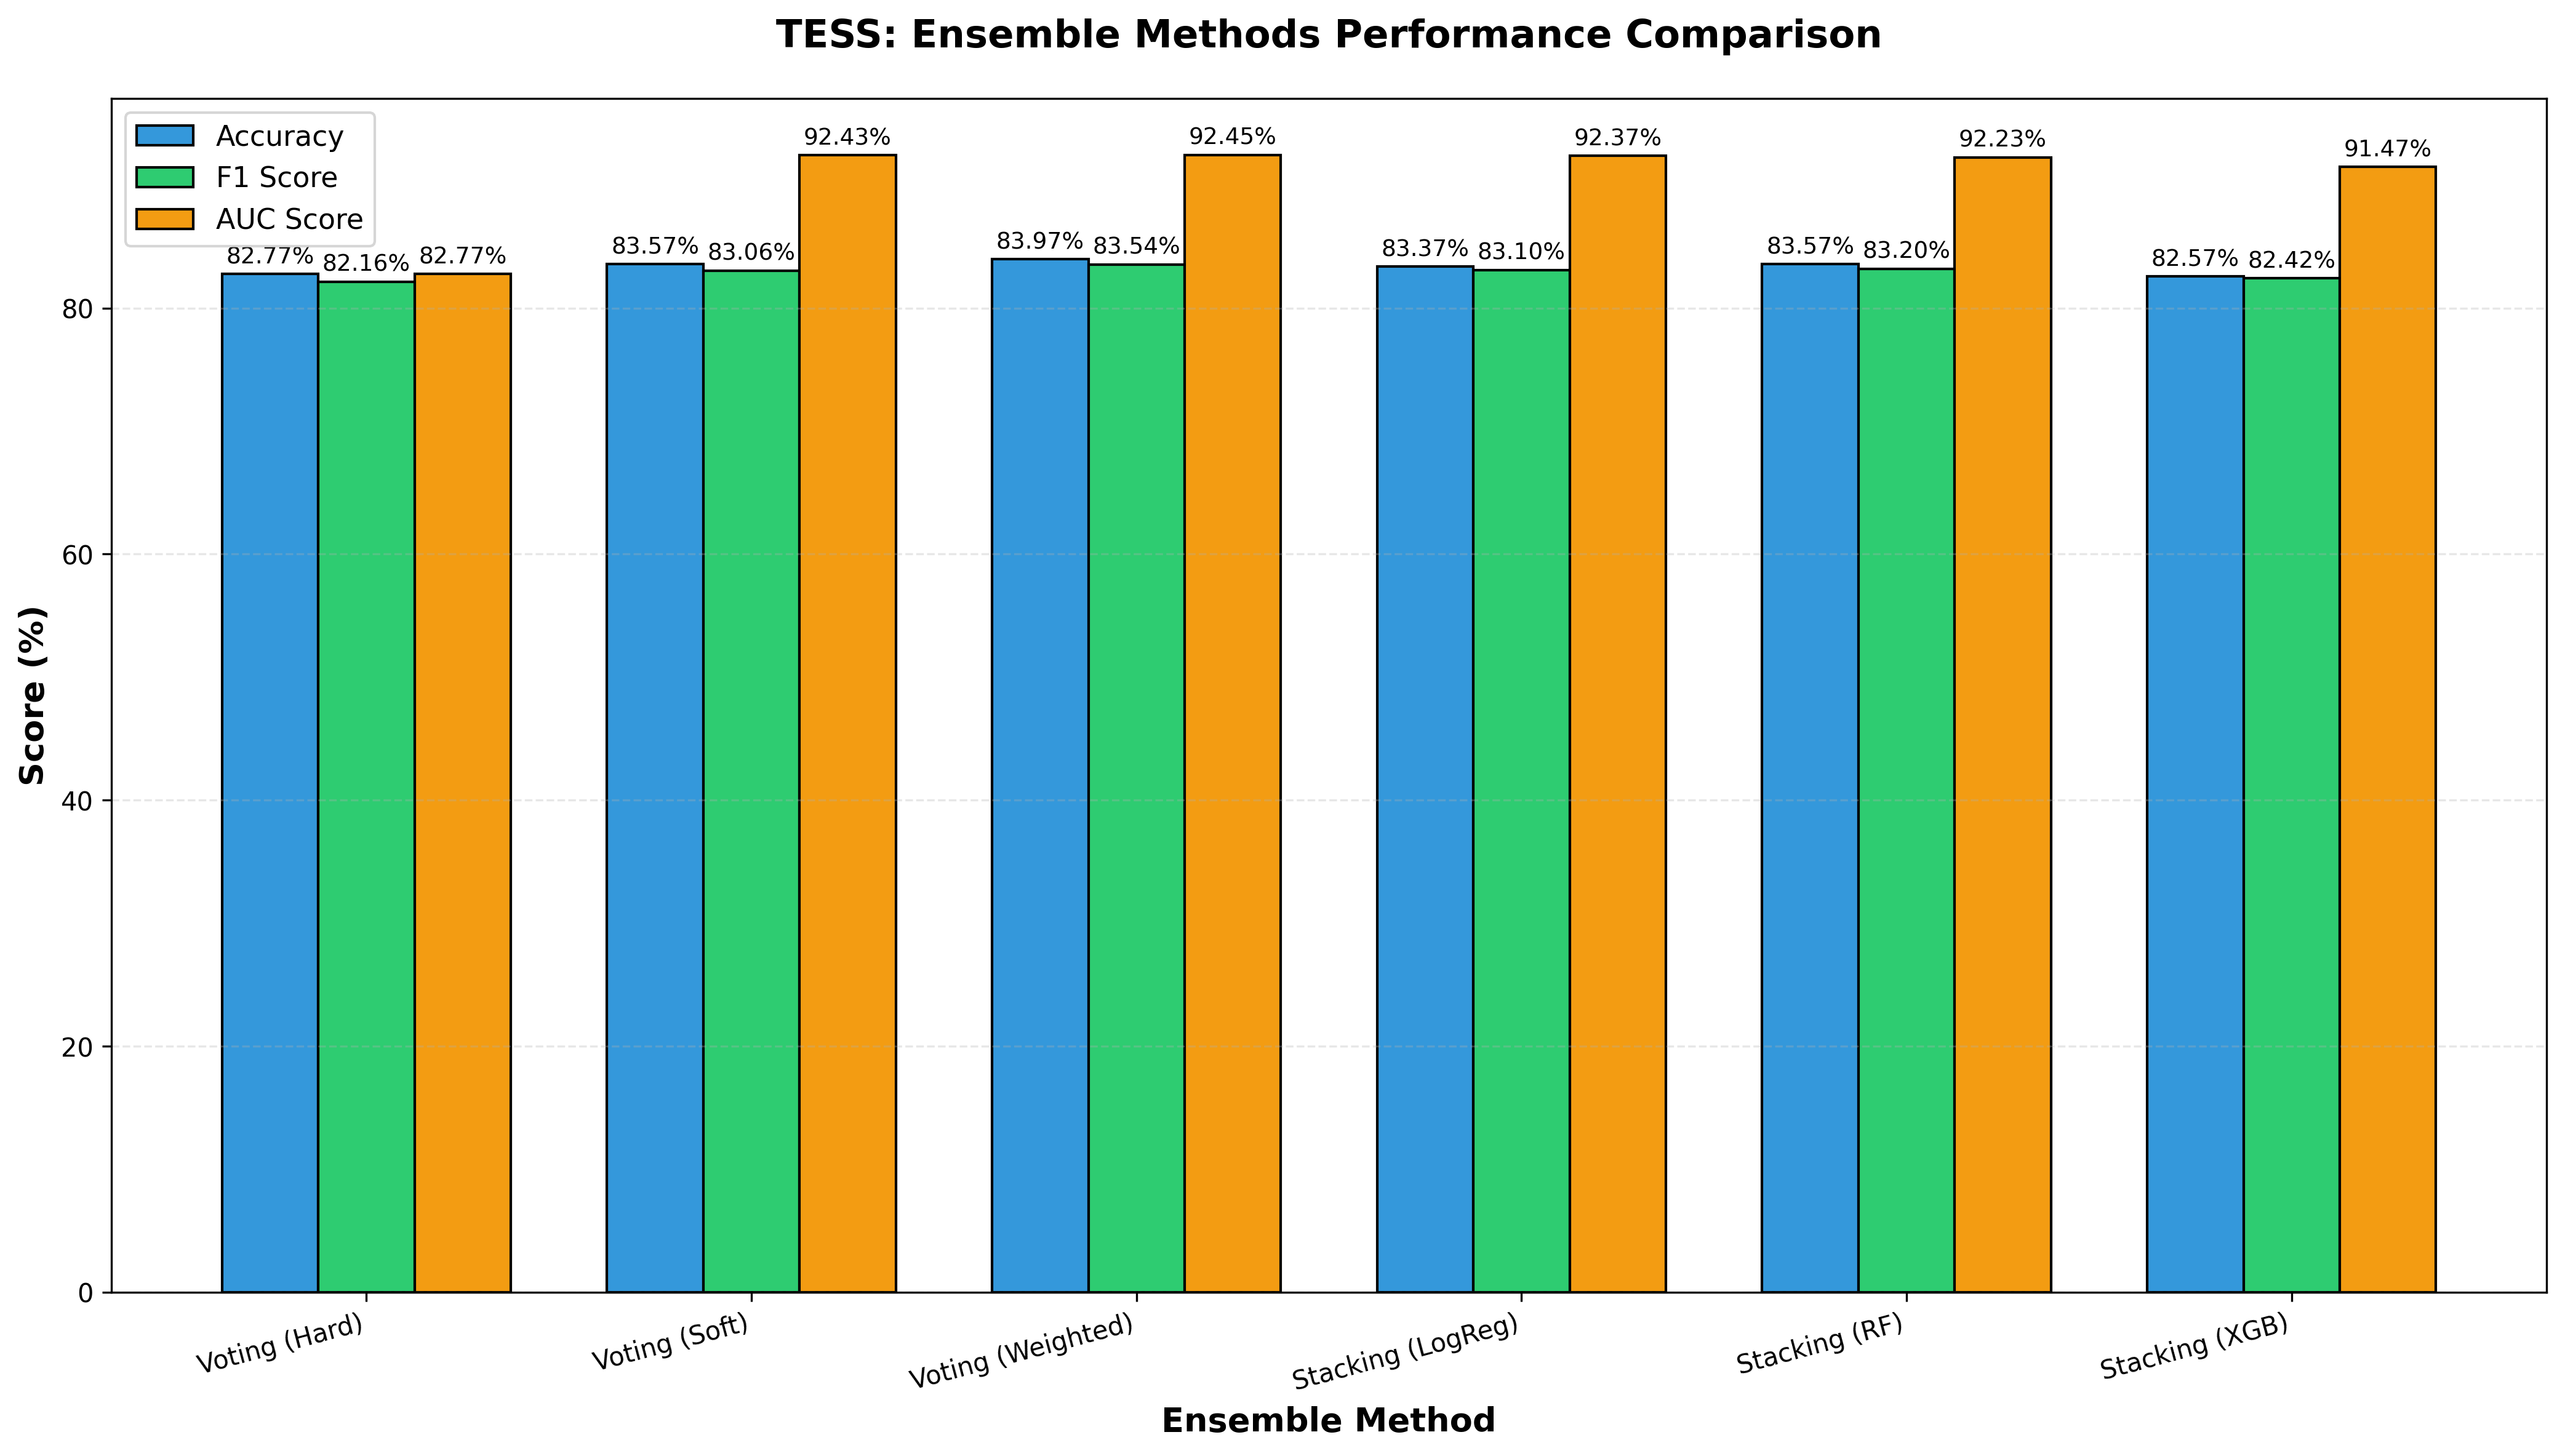 TESS: Ensemble Methods Performance Comparison
Accuracy
F1 Score
AUC Score
82.77% 82.16% 82.77%
83.57% 83.06% 92.43%
83.97% 83.54% 92.45%
83.37% 83.10% 92.37%
83.57% 83.20% 92.23%
82.57% 82.42% 91.47%
80
60
40
20
0
Score (%)
Voting (Hard)
Voting (Soft)
Voting (Weighted)
Stacking (LogReg)
Stacking (RF)
Stacking (XGB)
Ensemble Method